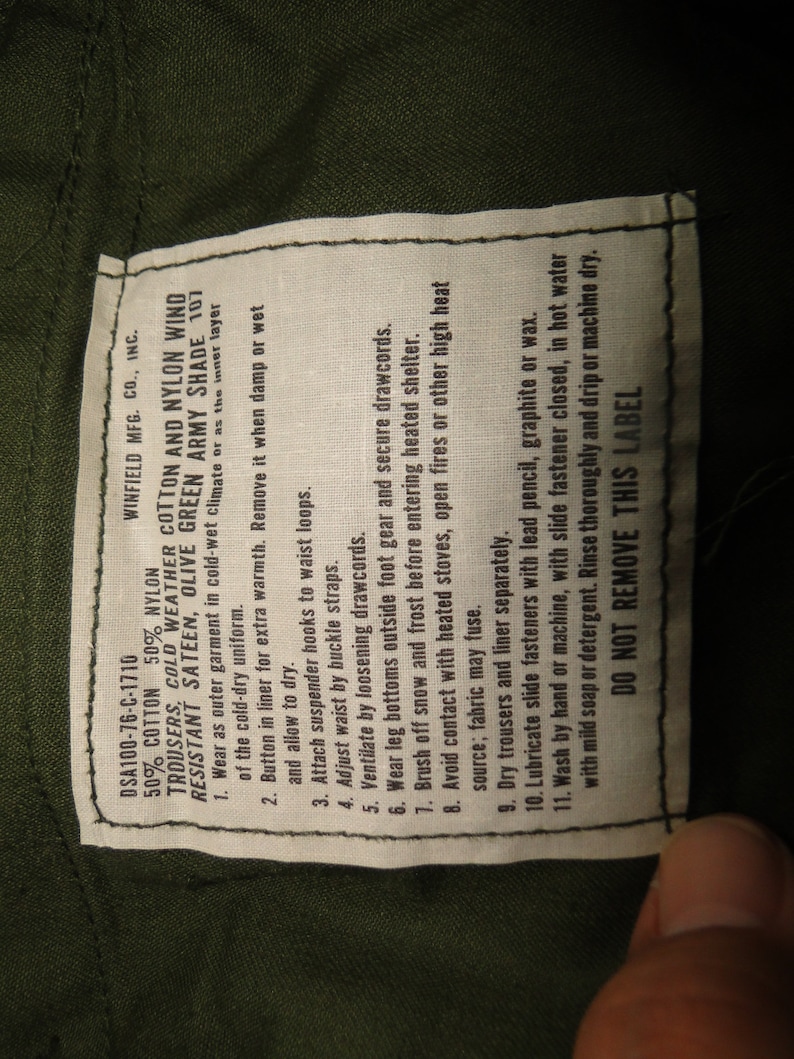 DSA100-76-C-1710 WINFIELD MFG. CO., INC.
50% COTTON 50% NYLON
TROUSERS, COLD WEATHER COTTON AND NYLON WIND
RESISTANT SATEEN, OLIVE GREEN ARMY SHADE 107
1. Wear as outer garment in cold-wet climate or as the inner layer
of the cold-dry uniform.
2. Button in liner for extra warmth. Remove it when damp or wet
and allow to dry.
3. Attach suspender hooks to waist loops.
4. Adjust waist by buckle straps.
5. Ventilate by loosening drawcords.
6. Wear leg bottoms outside foot gear and secure drawcords.
7. Brush off snow and frost before entering heated shelter.
8. Avoid contact with heated stoves, open fires or other high heat
source; fabric may fuse.
9. Dry trousers and liner separately.
10. Lubricate slide fasteners with lead pencil, graphite or wax.
11. Wash by hand or machine, with slide fastener closed, in hot water
with mild soap or detergent. Rinse thoroughly and drip or machine dry.
DO NOT REMOVE THIS LABEL